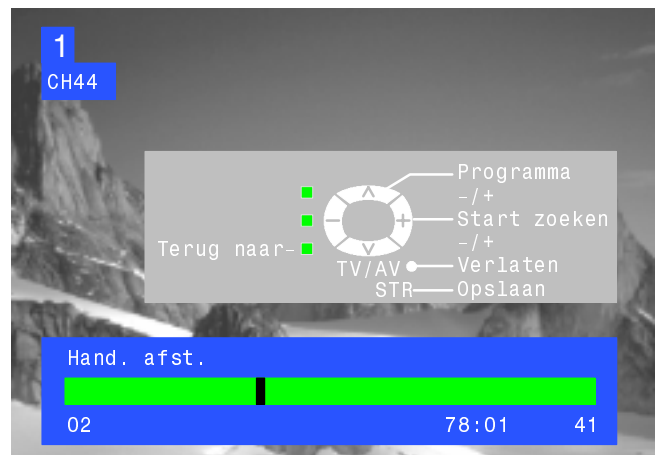 1
CH44
Programma
-/+
Start zoeken
-/+
Terug naar
Verlaten
TV/AV
STR
Opslaan
Hand. afst.
02 78:01 41